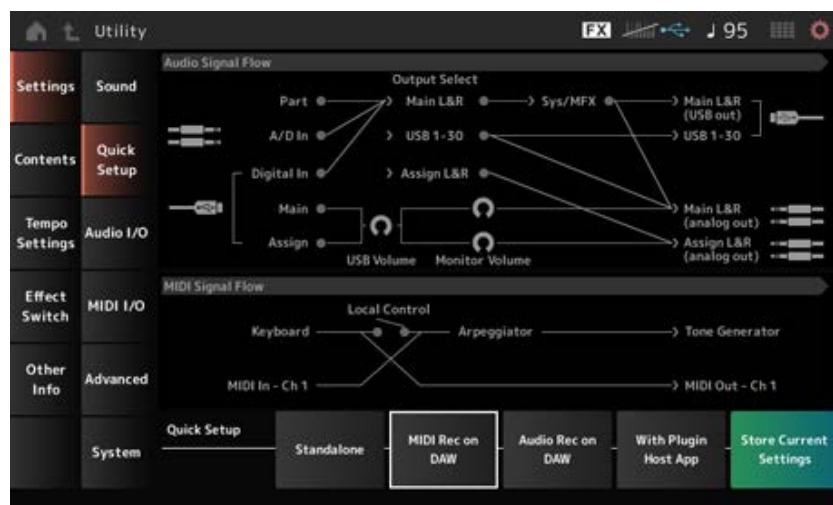 Utility
FX
95
Settings
Sound
Contents
Quick
Setup
Tempo
Settings
Audio I/O
Effect
Switch
MIDI I/O
Other
Info
Advanced
System
Audio Signal Flow
Output Select
Part
Main L&R
Sys/MFX
Main L&R
(USB out)
A/D In
USB 1-30
USB 1-30
Digital In
Assign L&R
Main
Main L&R
(analog out)
Assign
Assign L&R
(analog out)
USB Volume
Monitor Volume
MIDI Signal Flow
Local Control
Keyboard
Arpeggiator
Tone Generator
MIDI In - Ch 1
MIDI Out - Ch 1
Quick Setup
Standalone
MIDI Rec on
DAW
Audio Rec on
DAW
With Plugin
Host App
Store Current
Settings